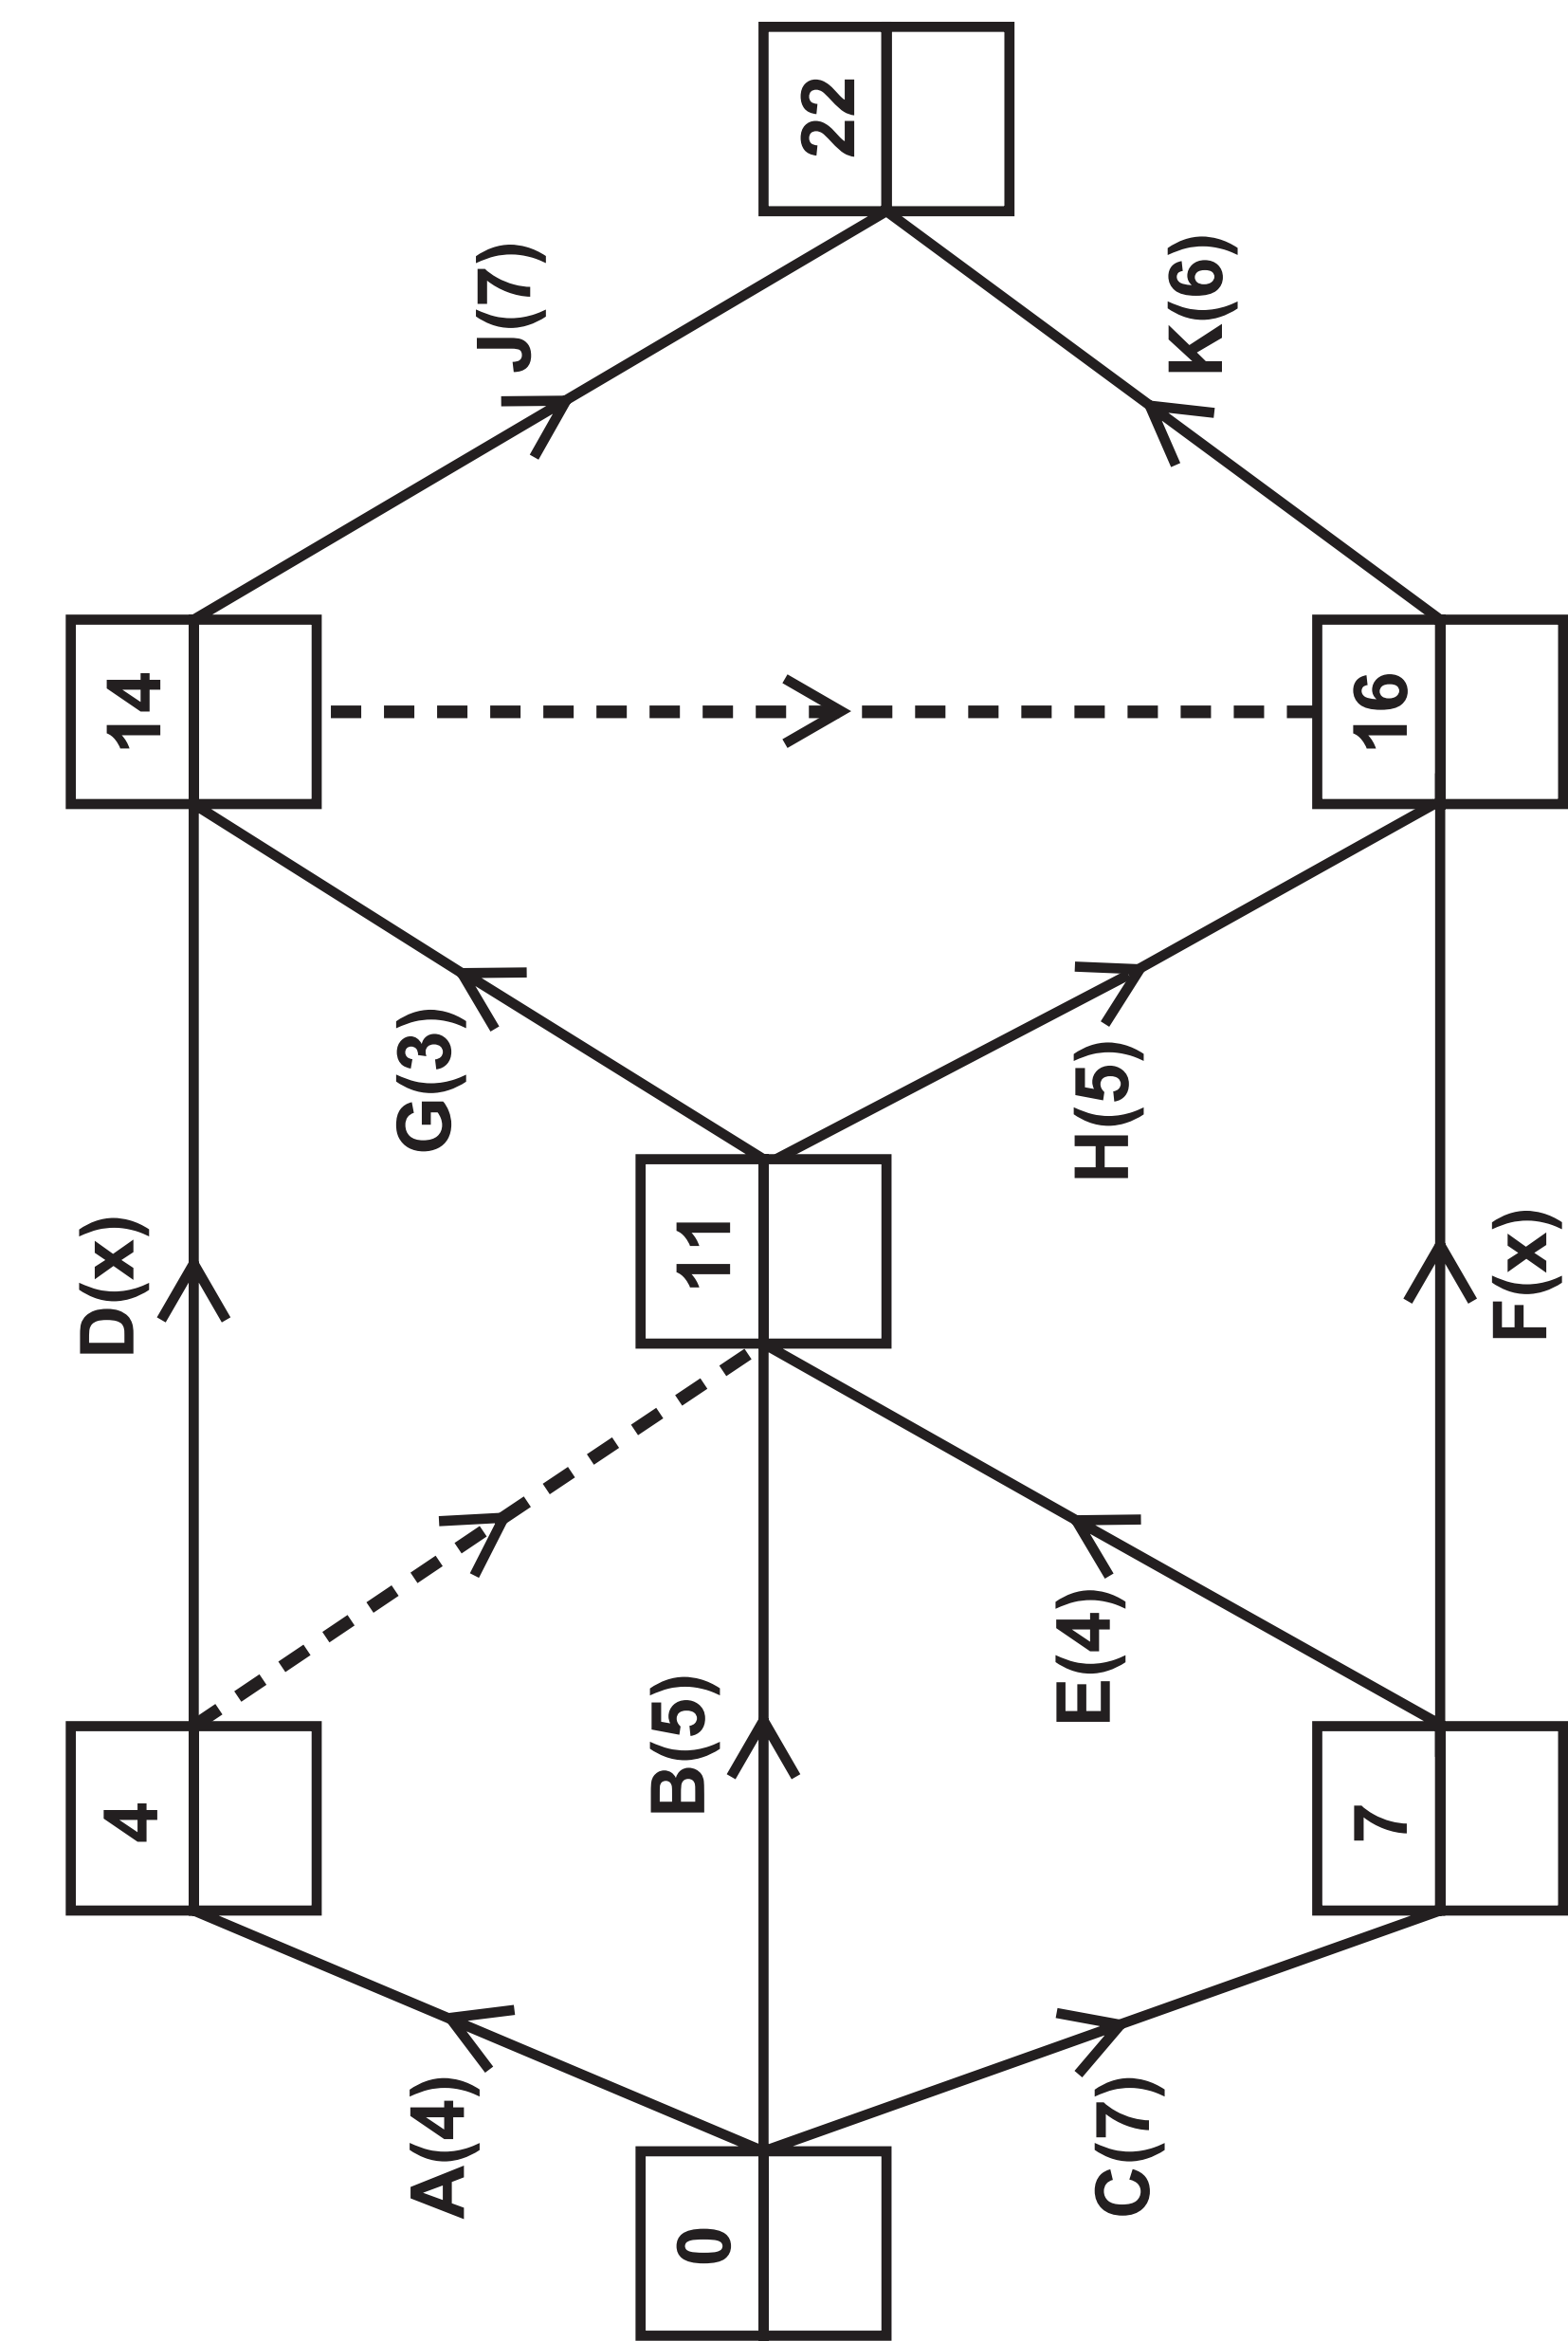 D(x)
4
14
A(4)
G(3)
J(7)
B(5)
0
11
22
E(4)
H(5)
C(7)
K(6)
7
16
F(x)